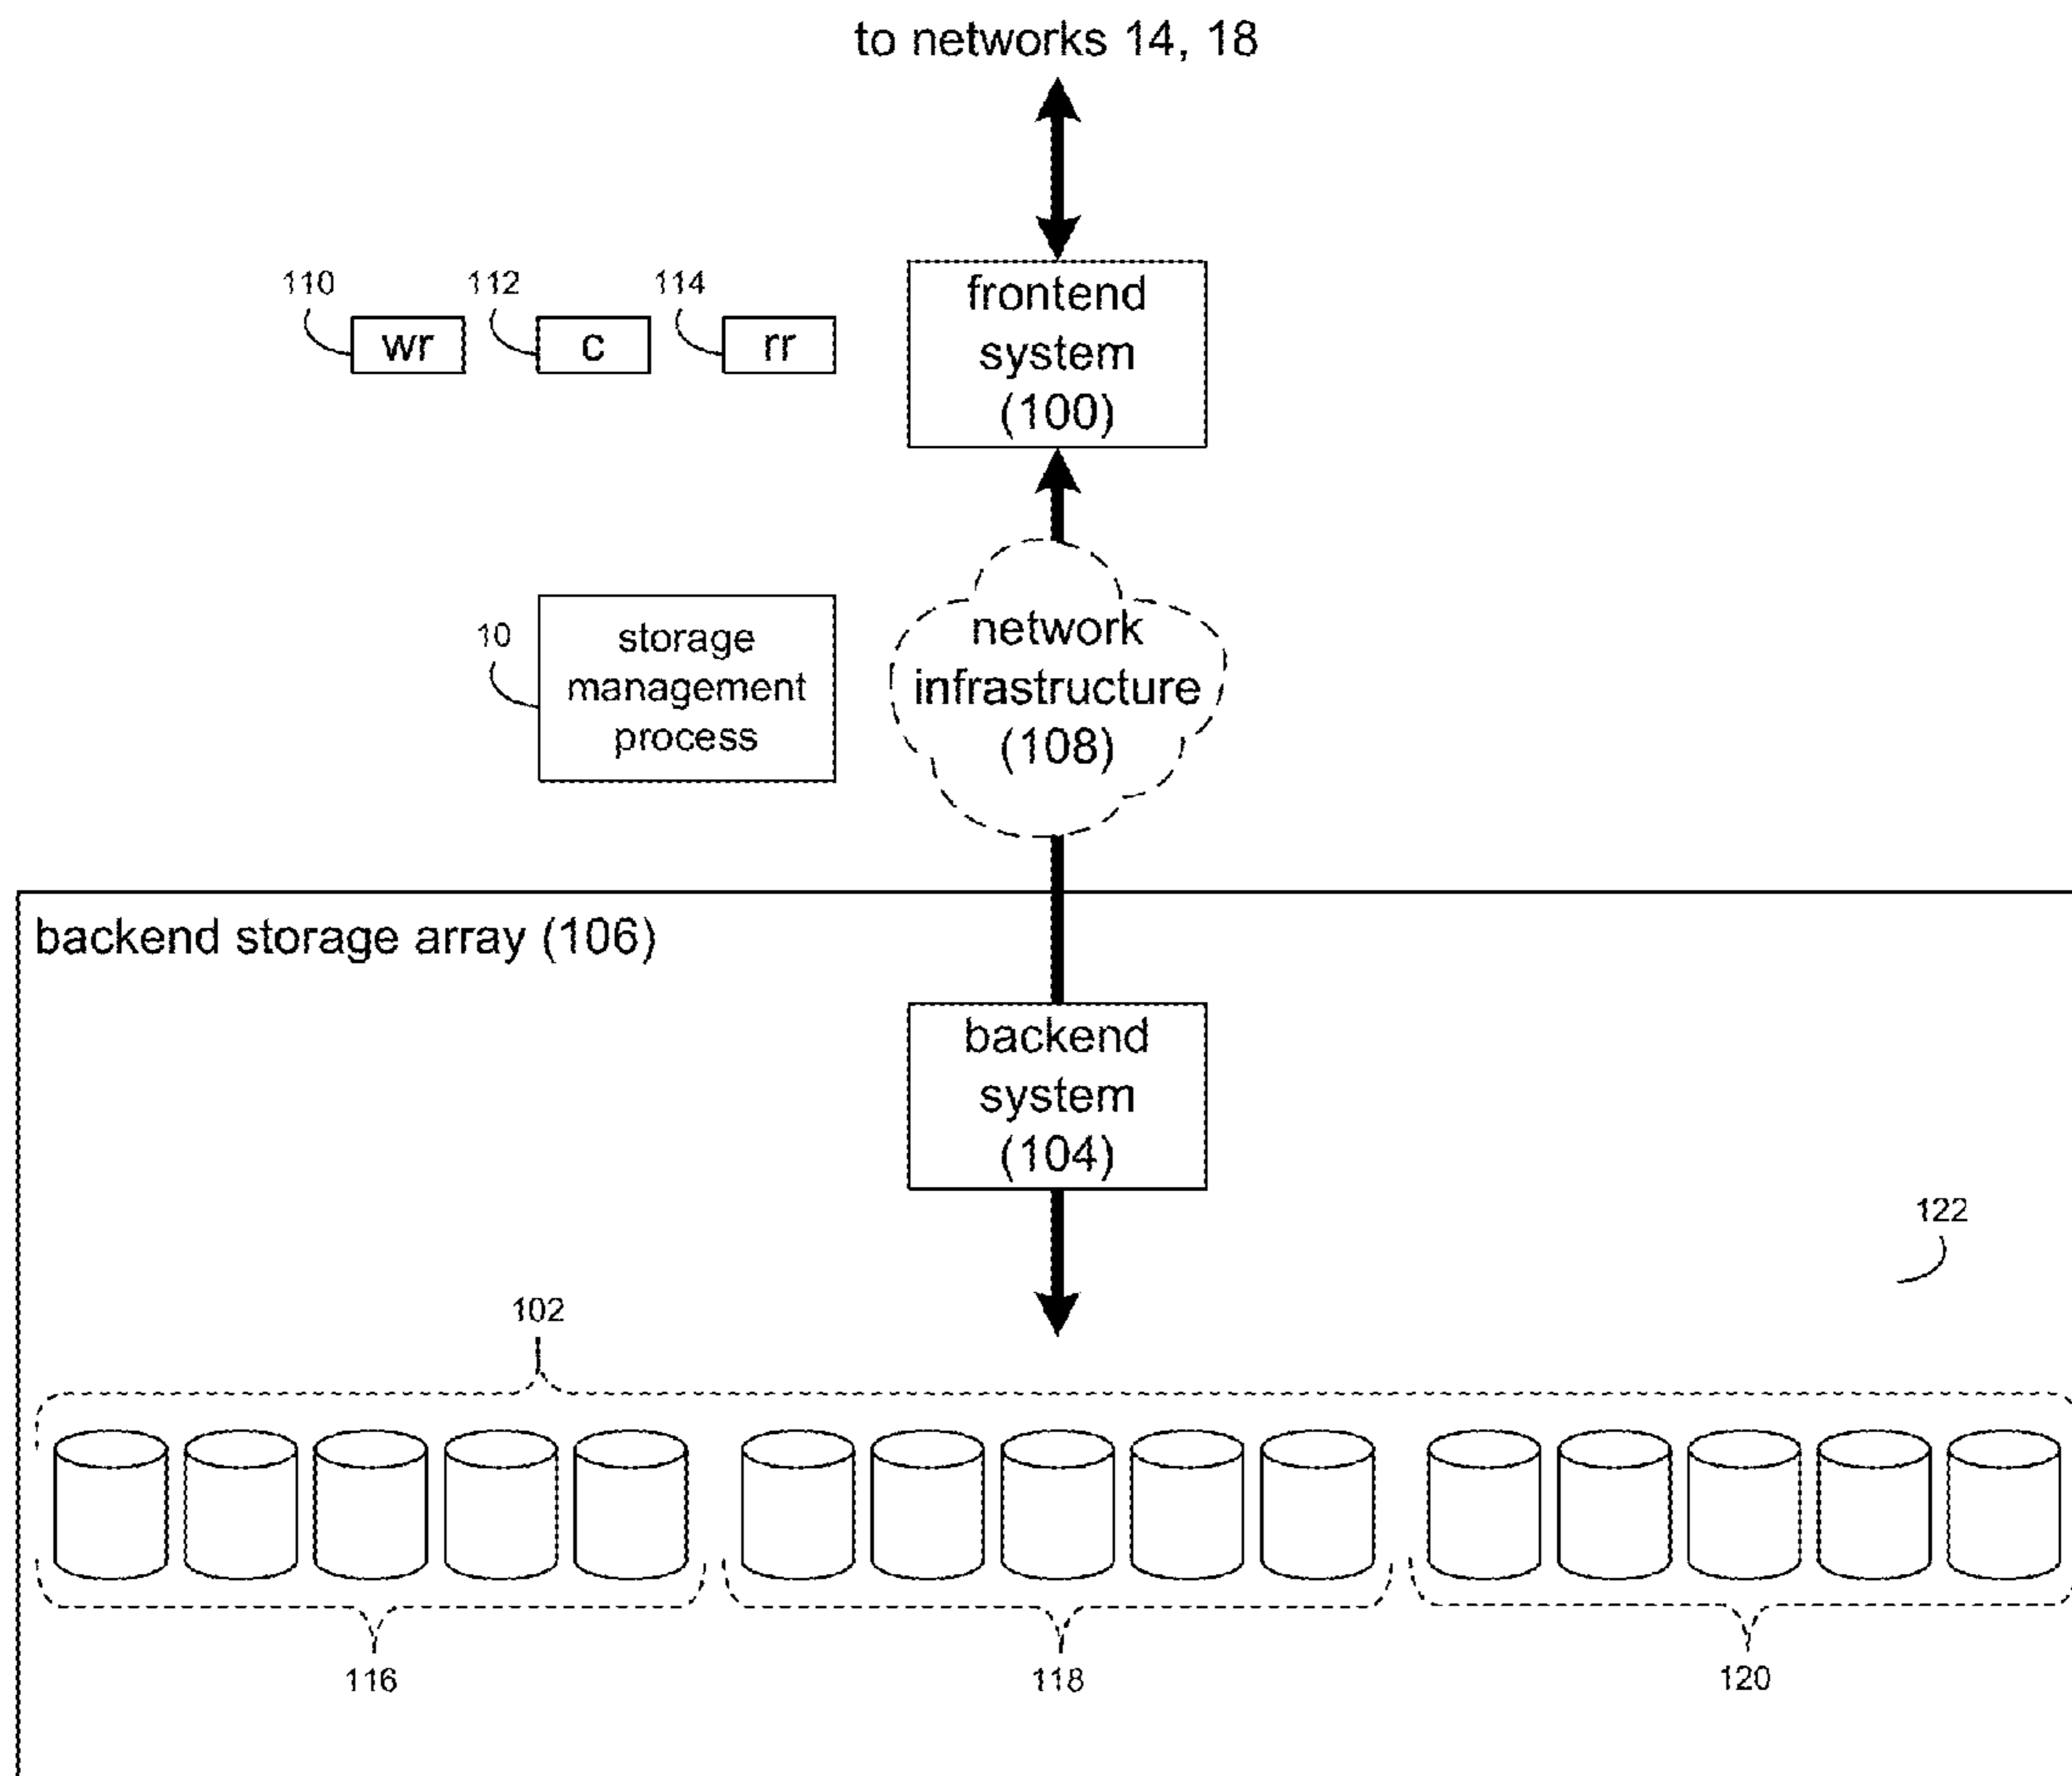 to networks 14, 18
110
112
114
wr
c
rr
frontend
system
(100)
10
storage
management
process
network
infrastructure
(108)
backend storage array (106)
backend
system
(104)
122
102
116
118
120